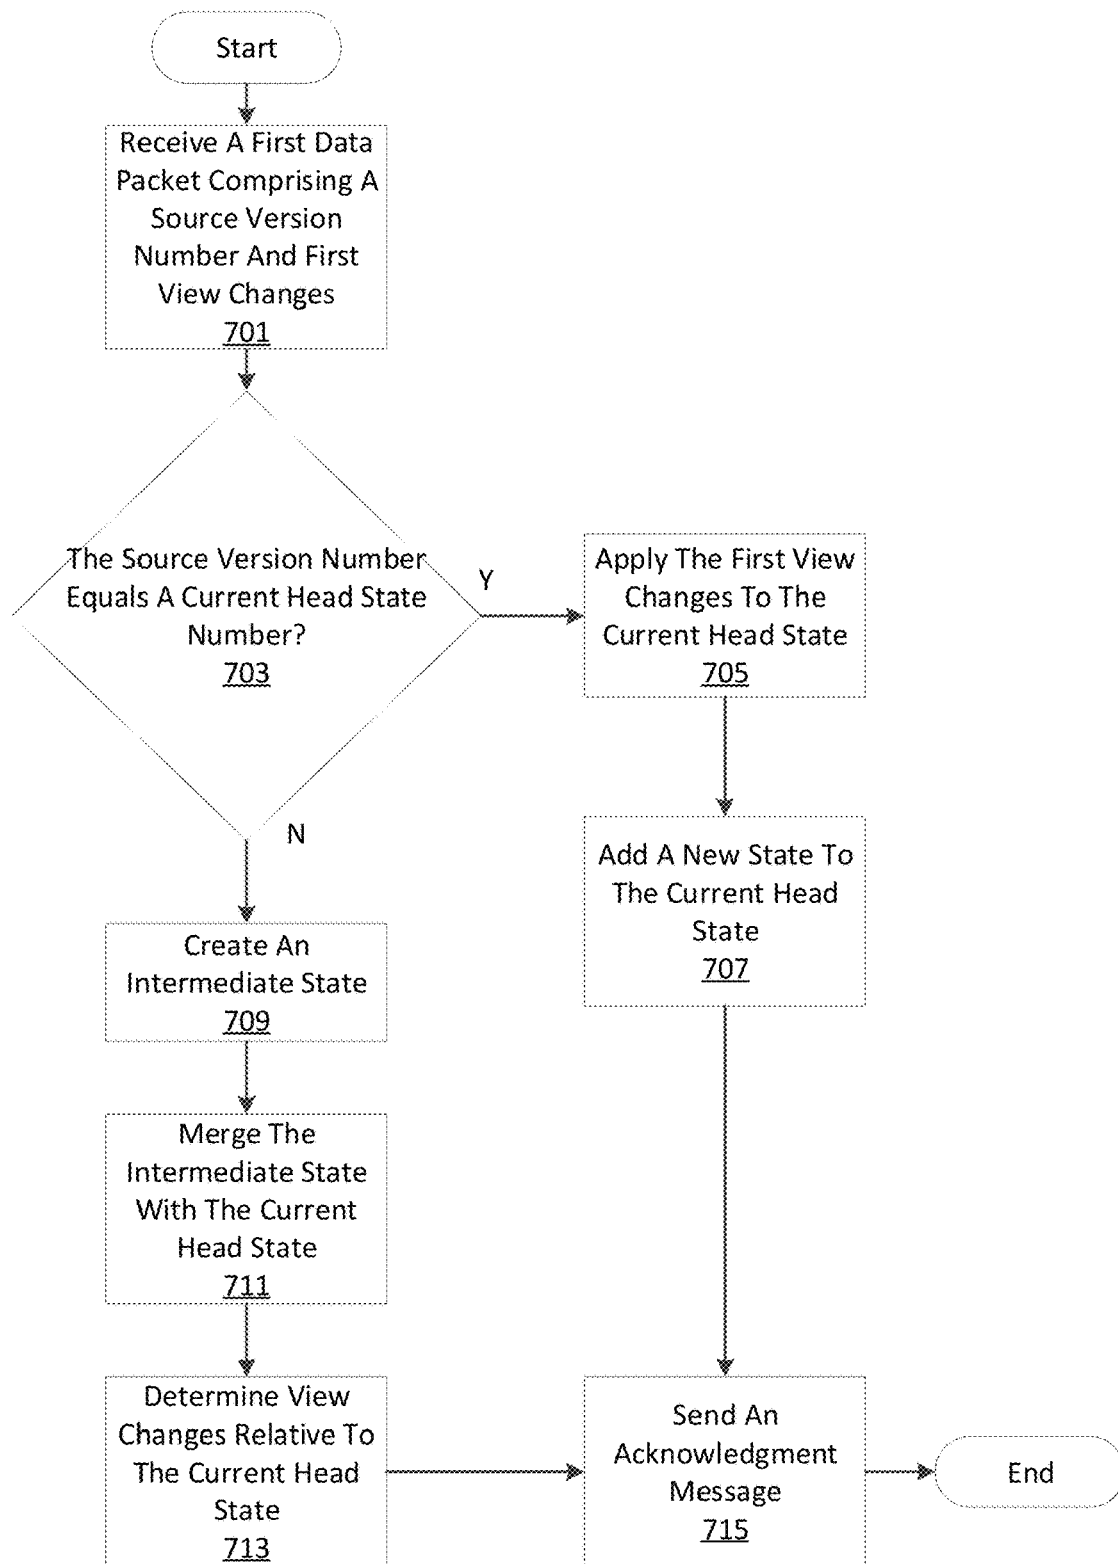 Start
Receive A First Data
Packet Comprising A
Source Version
Number And First
View Changes
701
The Source Version Number
Equals A Current Head State
Number?
703
Y
Apply The First View
Changes To The
Current Head State
705
N
Add A New State To
The Current Head
State
707
Create An
Intermediate State
709
Merge The
Intermediate State
With The Current
Head State
711
Determine View
Changes Relative To
The Current Head
State
713
Send An
Acknowledgment
Message
715
End